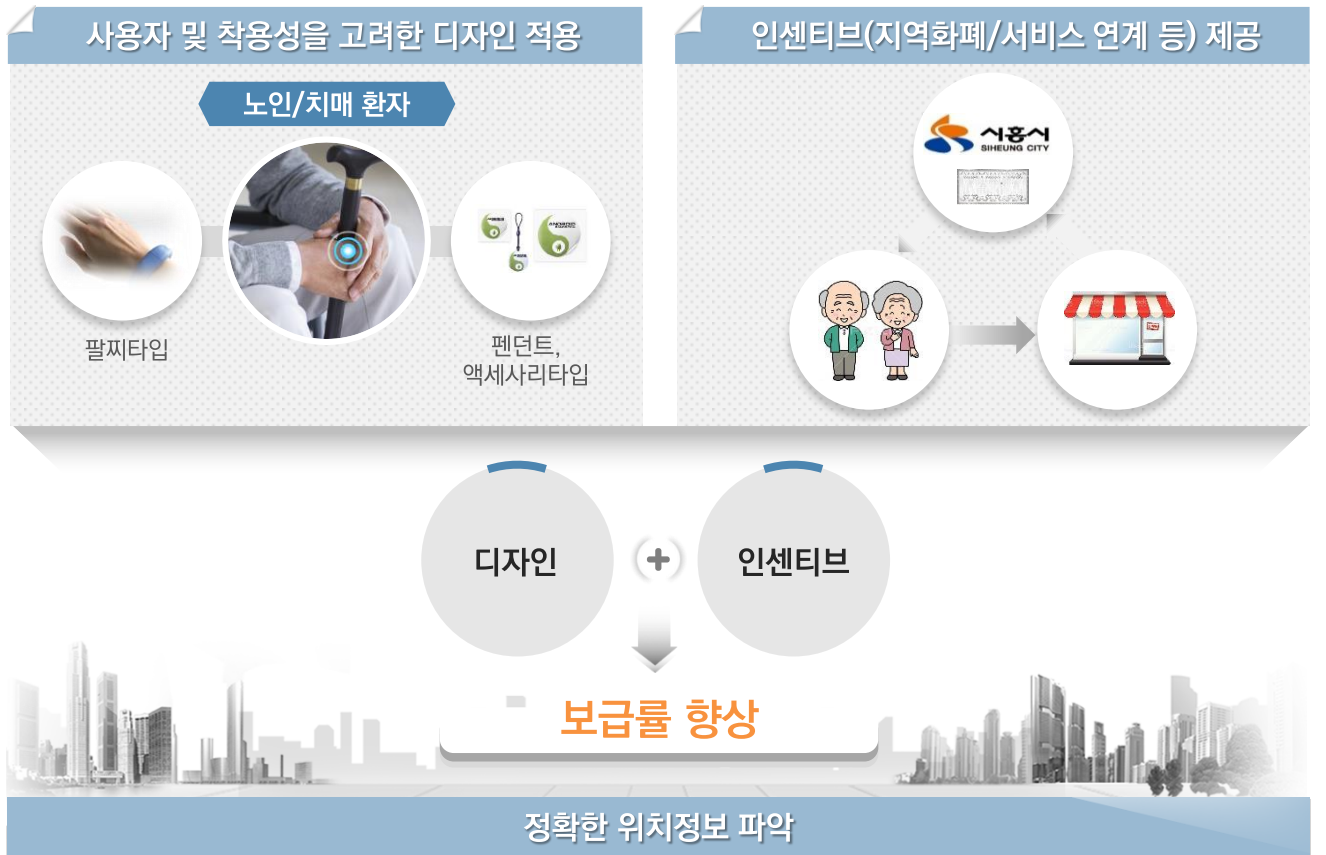 사용자 및 착용성을 고려한 디자인 적용
노인/치매 환자
팔찌타입
펜던트,
액세사리타입
인센티브(지역화폐/서비스 연계 등) 제공
시흥시
SIHEUNG CITY
디자인
+
인센티브
보급률 향상
정확한 위치정보 파악